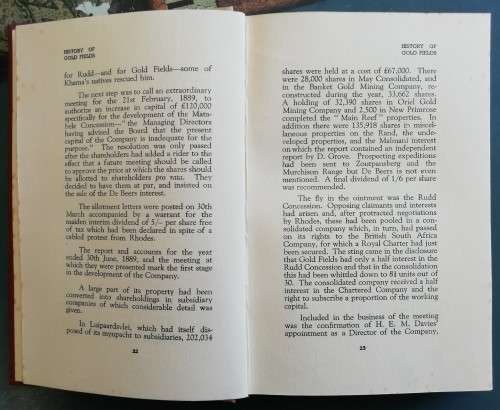 HISTORY OF
GOLD FIELDS
for Rudd—and for Gold Fields—some of
Khama's natives rescued him.
The next step was to call an extraordinary
meeting for the 21st February, 1889, to
authorise an increase in capital of £120,000
specifically for the development of the Mata-
bele Concession—"the Managing Directors
having advised the Board that the present
capital of the Company is inadequate for the
purpose." The resolution was only passed
after the shareholders had added a rider to the
effect that a future meeting should be called
to approve the price at which the shares should
be allotted to shareholders pro rata. They
decided to have them at par, and insisted on
the sale of the De Beers interest.
The allotment letters were posted on 30th
March accompanied by a warrant for the
maiden interim dividend of 5/- per share free
of tax which had been declared in spite of a
cabled protest from Rhodes.
The report and accounts for the year
ended 30th June, 1889, and the meeting at
which they were presented mark the first stage
in the development of the Company.
A large part of its property had been
converted into shareholdings in subsidiary
companies of which considerable detail was
given.
In Luipaardsvlei, which had itself dis-
posed of its mynpacht to subsidiaries, 202,034
22
HISTORY OF
GOLD FIELDS
shares were held at a cost of £67,000. There
were 28,000 shares in May Consolidated, and
in the Banket Gold Mining Company, re-
constructed during the year, 33,662 shares.
A holding of 32,390 shares in Oriel Gold
Mining Company and 2,500 in New Primrose
completed the "Main Reef" properties. In
addition there were 135,918 shares in miscel-
laneous properties on the Rand, the unde-
veloped properties, and the Malmani interest
on which the report contained an independent
report by D. Grove. Prospecting expeditions
had been sent to Zoutpansberg and the
Murchison Range but De Beers is not even
mentioned. A final dividend of 1/6 per share
was recommended.
The fly in the ointment was the Rudd
Concession. Opposing claimants and interests
had arisen and, after protracted negotiations
by Rhodes, these had been pooled in a con-
solidated company which, in turn, had passed
on its rights to the British South Africa
Company, for which a Royal Charter had just
been secured. The sting came in the disclosure
that Gold Fields had only a half interest in the
Rudd Concession and that in the consolidation
this had been whittled down to units out of
30. The consolidated company received a half
interest in the Chartered Company and the
right to subscribe a proportion of the working
capital.
Included in the business of the meeting
was the confirmation of H. E. M. Davies'
appointment as a Director of the Company,
23